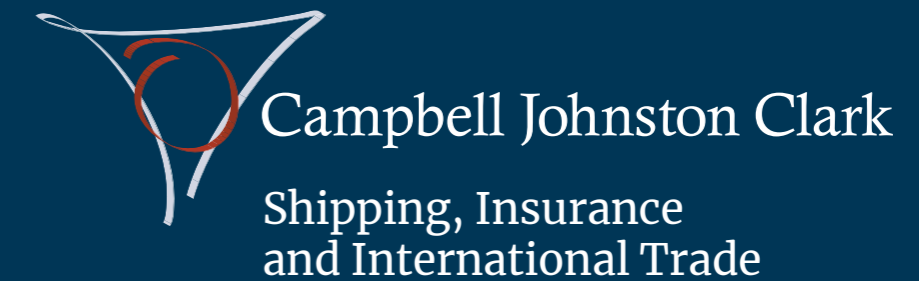 Campbell Johnston Clark
Shipping, Insurance
and International Trade